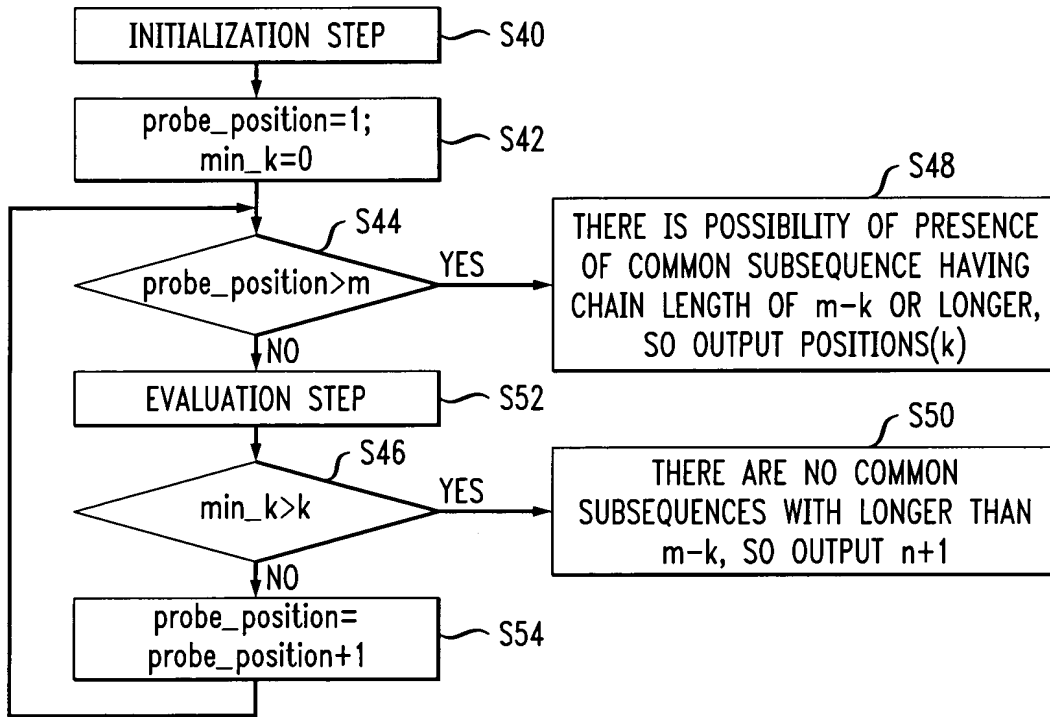 INITIALIZATION STEP
S40
probe_position=1;
min_k=0
S42
S44
probe_position>m
YES
NO
S48
THERE IS POSSIBILITY OF PRESENCE
OF COMMON SUBSEQUENCE HAVING
CHAIN LENGTH OF m-k OR LONGER,
SO OUTPUT POSITIONS(k)
EVALUATION STEP
S52
S46
min_k>k
YES
NO
S50
THERE ARE NO COMMON
SUBSEQUENCES WITH LONGER THAN
m-k, SO OUTPUT n+1
probe_position=
probe_position+1
S54